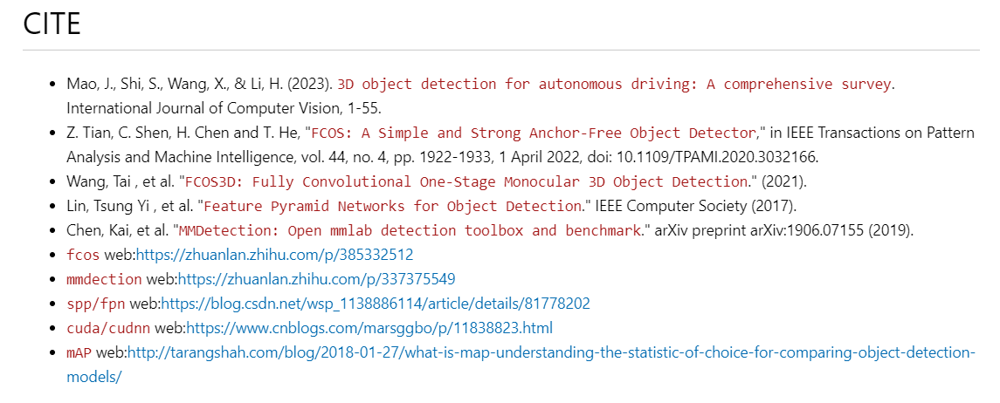 CITE
Mao, J., Shi, S., Wang, X., & Li, H. (2023). 3D object detection for autonomous driving: A comprehensive survey.
International Journal of Computer Vision, 1-55.
Z. Tian, C. Shen, H. Chen and T. He, "FCOS: A Simple and Strong Anchor-Free Object Detector," in IEEE Transactions on Pattern
Analysis and Machine Intelligence, vol. 44, no. 4, pp. 1922-1933, 1 April 2022, doi: 10.1109/TPAMI.2020.3032166.
Wang, Tai , et al. "FCOS3D: Fully Convolutional One-Stage Monocular 3D Object Detection." (2021).
Lin, Tsung Yi , et al. "Feature Pyramid Networks for Object Detection." IEEE Computer Society (2017).
Chen, Kai, et al. "MMDetection: Open mmlab detection toolbox and benchmark." arXiv preprint arXiv:1906.07155 (2019).
fcos web:https://zhuanlan.zhihu.com/p/385332512
mmdection web:https://zhuanlan.zhihu.com/p/337375549
spp/fpn web:https://blog.csdn.net/wsp_1138886114/article/details/81778202
cuda/cudnn web:https://www.cnblogs.com/marsggbo/p/11838823.html
mAP web:http://tarangshah.com/blog/2018-01-27/what-is-map-understanding-the-statistic-of-choice-for-comparing-object-detection-
models/